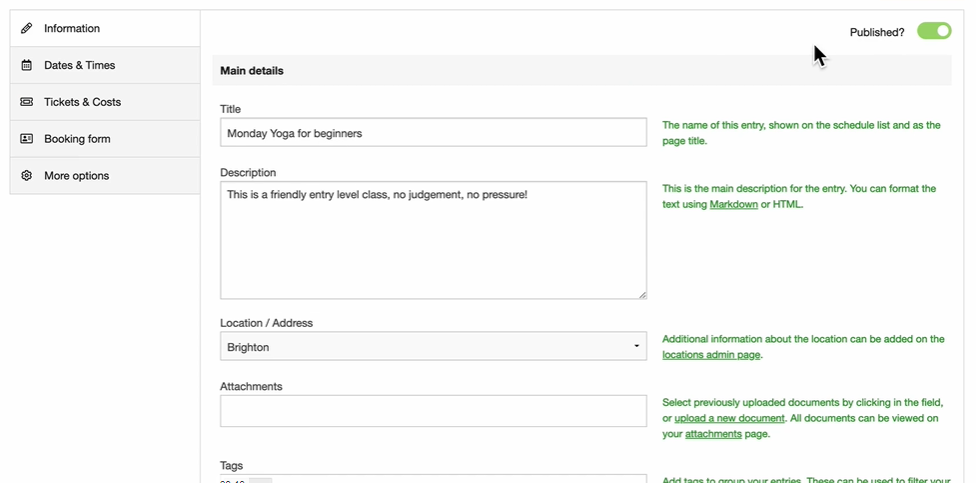 Information
Dates & Times
Tickets & Costs
Booking form
More options
Published?
Main details
Title
Monday Yoga for beginners
The name of this entry, shown on the schedule list and as the
page title.
Description
This is a friendly entry level class, no judgement, no pressure!
This is the main description for the entry. You can format the
text using Markdown or HTML.
Location / Address
Brighton
Additional information about the location can be added on the
locations admin page.
Attachments
Select previously uploaded documents by clicking in the field,
or upload a new document. All documents can be viewed on
your attachments page.
Tags
Add tags to group your entries. These can be used to filter your